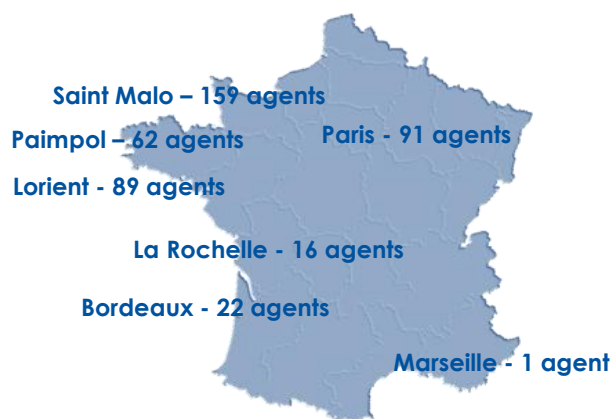 Saint Malo – 159 agents
Paimpol – 62 agents
Paris - 91 agents
Lorient - 89 agents
La Rochelle - 16 agents
Bordeaux - 22 agents
Marseille - 1 agent